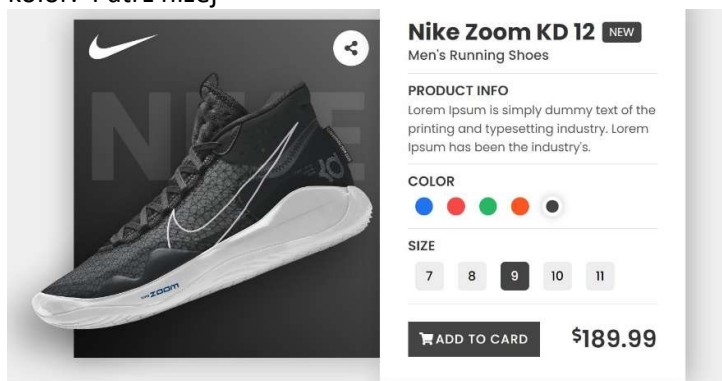 NIKE
ZOOM
Nike Zoom KD 12 NEW
Men's Running Shoes
PRODUCT INFO
Lorem Ipsum is simply dummy text of the
printing and typesetting industry. Lorem
Ipsum has been the industry's.
COLOR
SIZE
7 8 9 10 11
ADD TO CARD $189.99